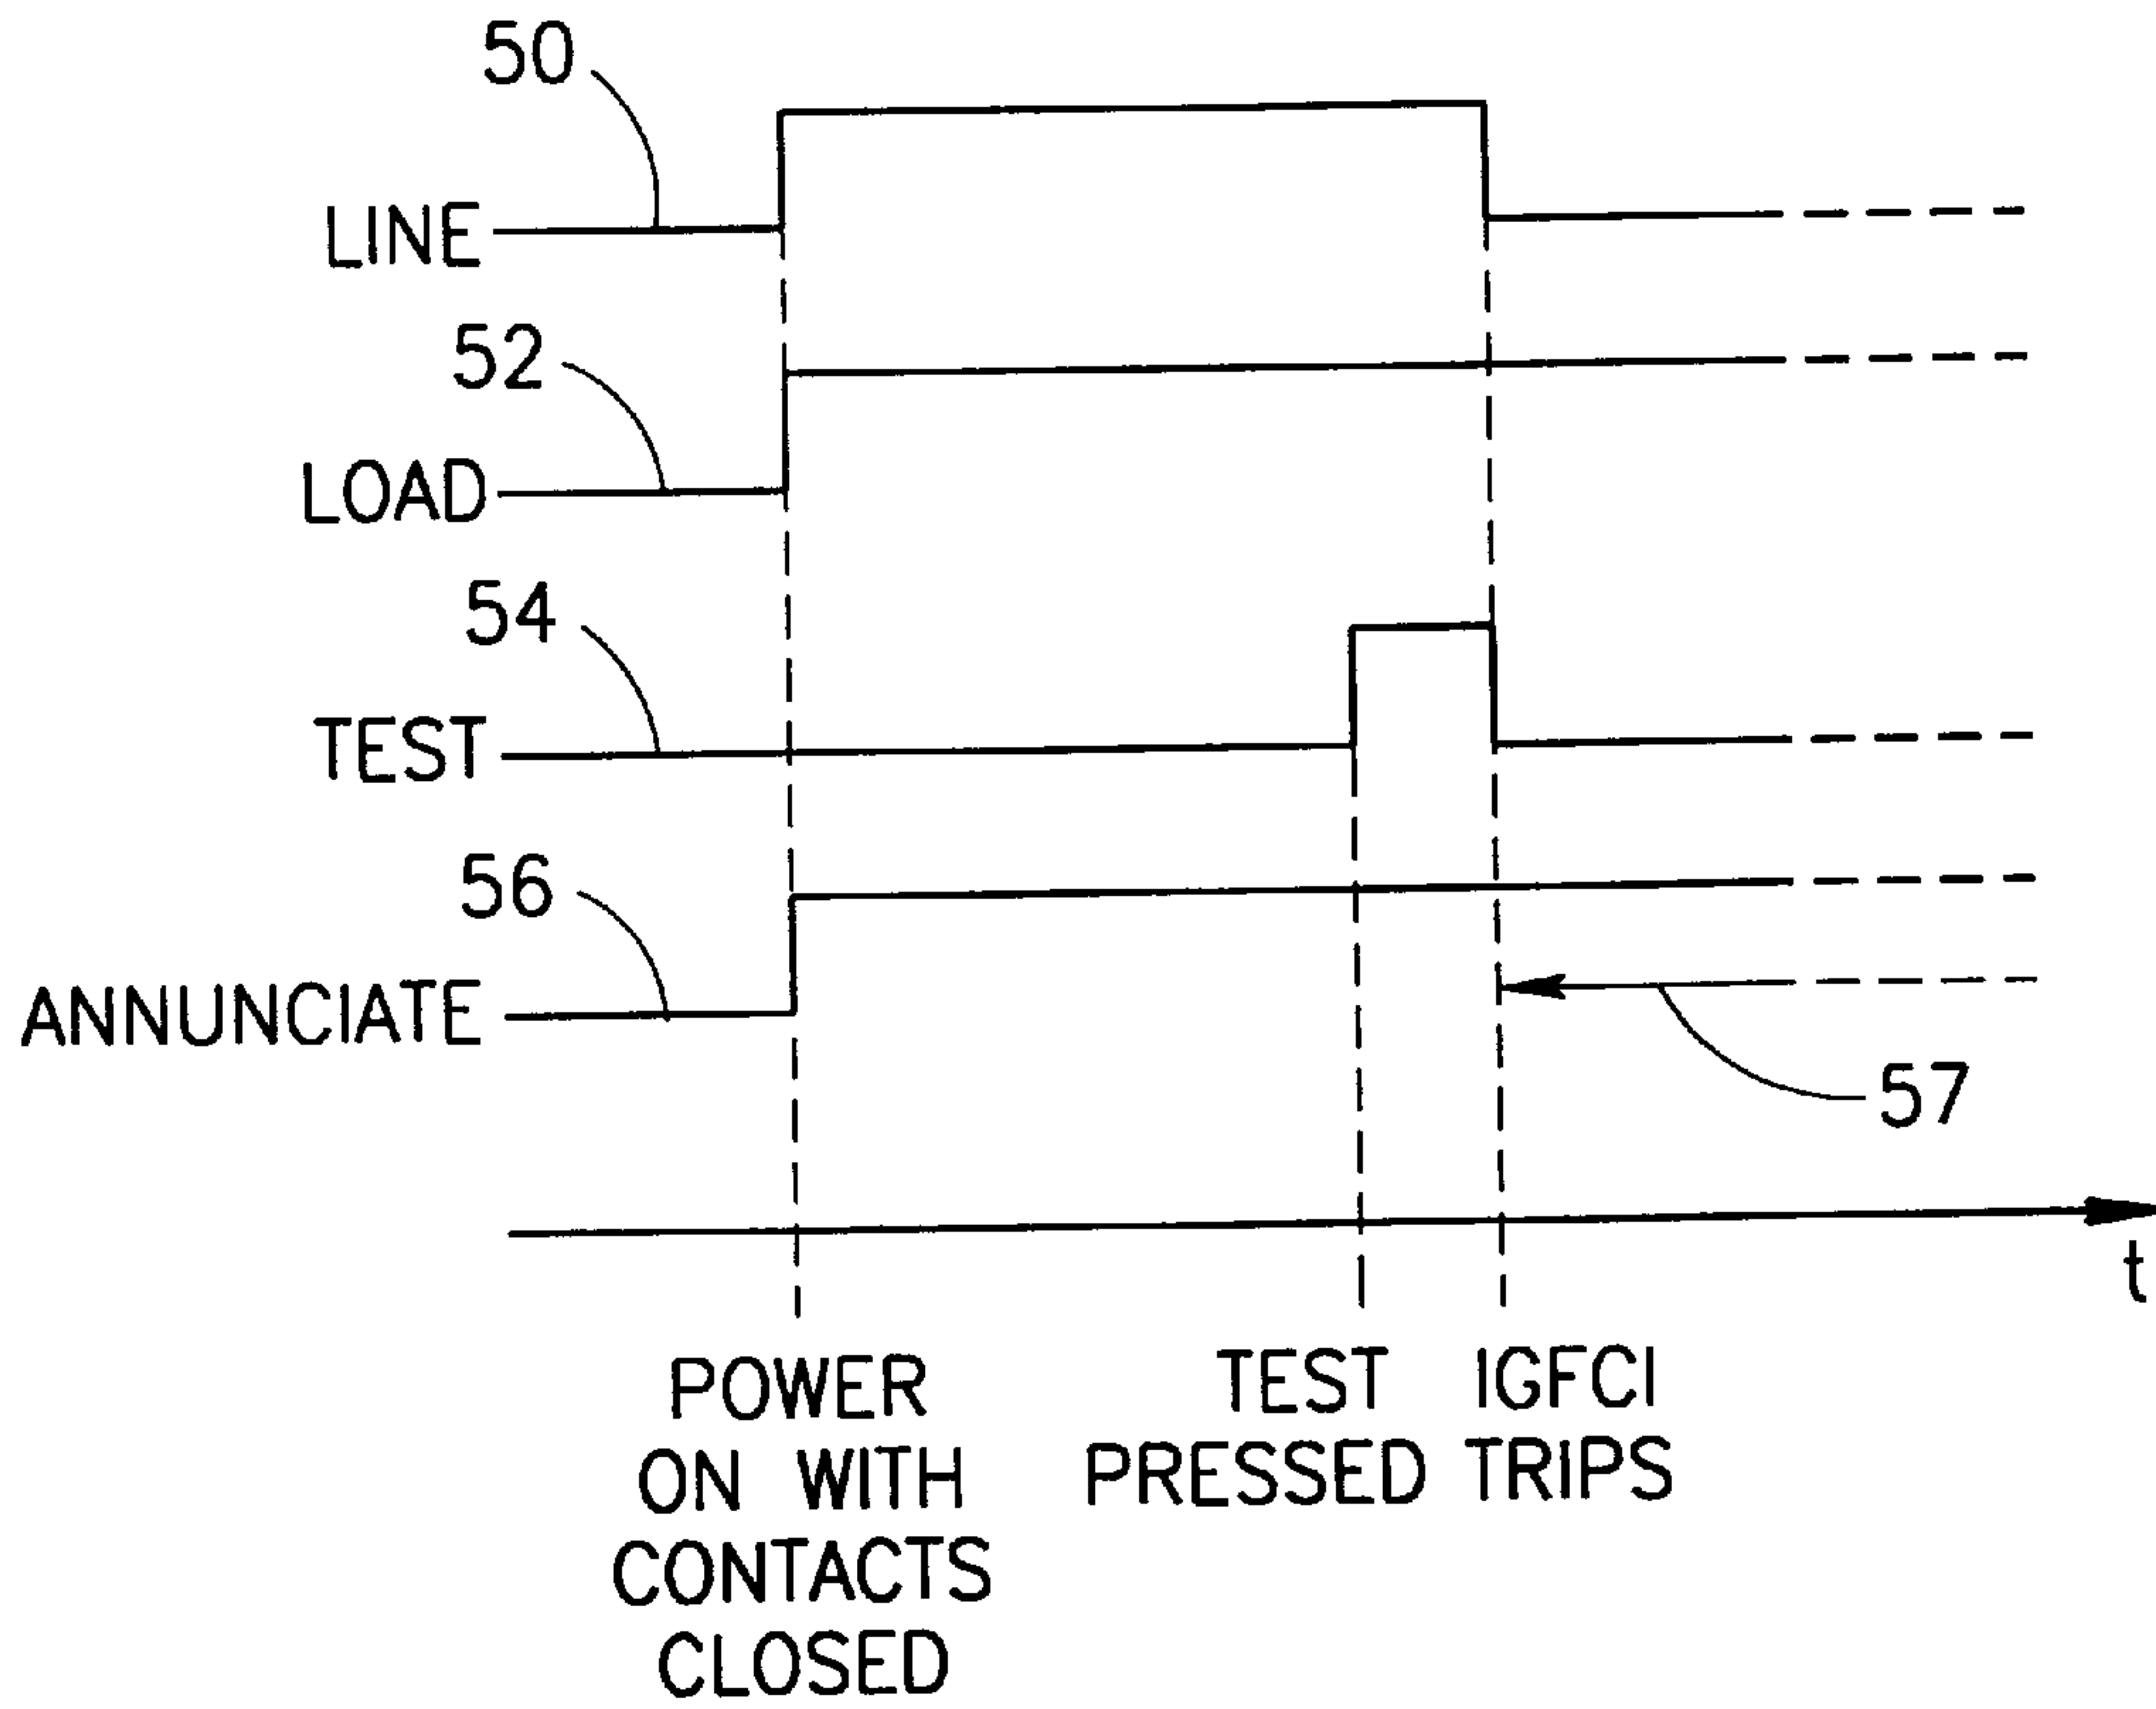 50
LINE
52
LOAD
54
TEST
56
ANNUNCIATE
57
t
POWER
ON WITH
CONTACTS
CLOSED
TEST
PRESSED
IGFCI
TRIPS